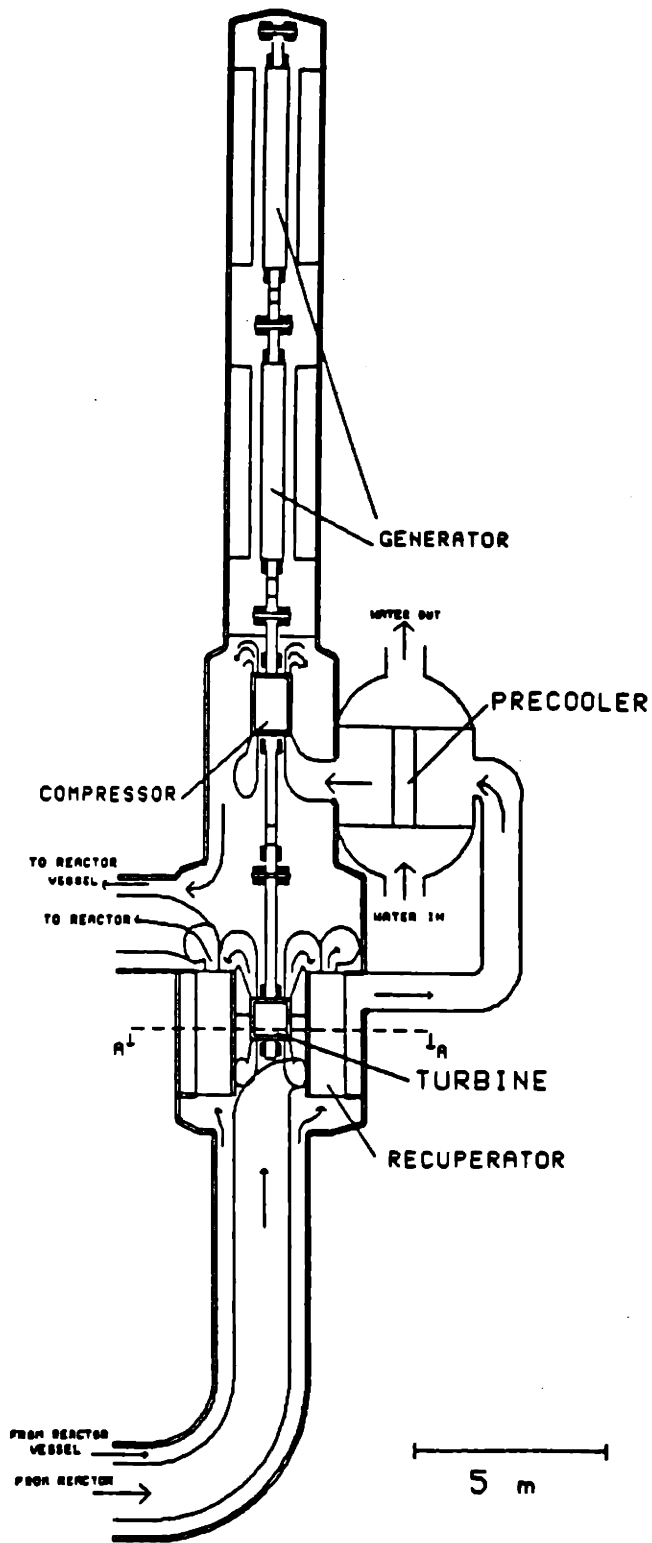 GENERATOR
WATER OUT
PRECOOLER
COMPRESSOR
TO REACTOR
VESSEL
TO REACTOR
WATER IN
A
A
TURBINE
RECUPERATOR
FROM REACTOR
VESSEL
FROM REACTOR
5 m